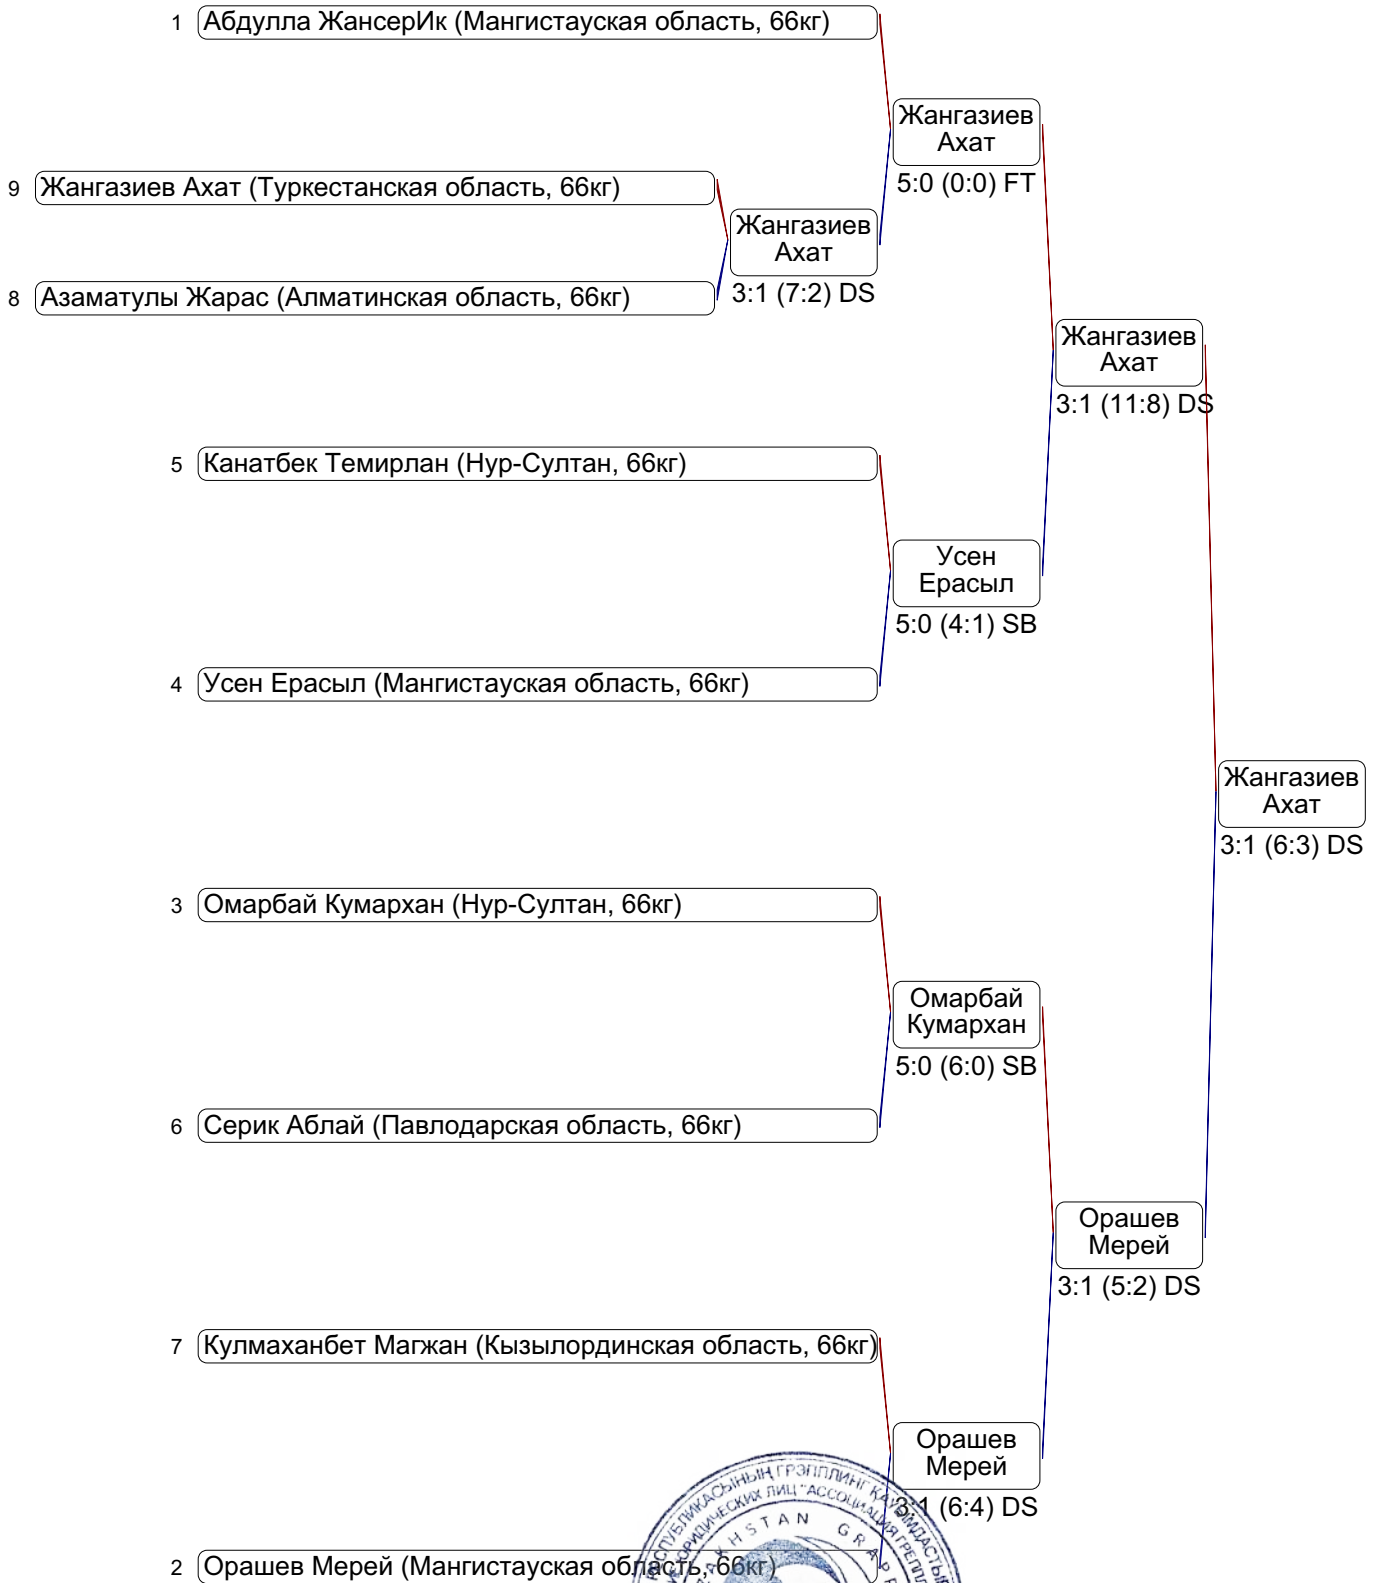 1 Абдулла ЖансерИк (Мангистауская область, 66кг)
Жангазиев
Ахат
5:0 (0:0) FT
9 Жангазиев Ахат (Туркестанская область, 66кг)
Жангазиев
Ахат
3:1 (7:2) DS
8 Азаматулы Жарас (Алматинская область, 66кг)
Жангазиев
Ахат
3:1 (11:8) DS
5 Канатбек Темирлан (Нур-Султан, 66кг)
Усен
Ерасыл
5:0 (4:1) SB
4 Усен Ерасыл (Мангистауская область, 66кг)
Жангазиев
Ахат
3:1 (6:3) DS
3 Омарбай Кумархан (Нур-Султан, 66кг)
Омарбай
Кумархан
5:0 (6:0) SB
6 Серик Аблай (Павлодарская область, 66кг)
Орашев
Мерей
3:1 (5:2) DS
7 Кулмаханбет Магжан (Кызылординская область, 66кг)
Орашев
Мерей
3:1 (6:4) DS
2 Орашев Мерей (Мангистауская область, 66кг)
ГРЭППЛИНГ
ЮРИДИЧЕСКИХ ЛИЦ "АССОЦИАЦИЯ